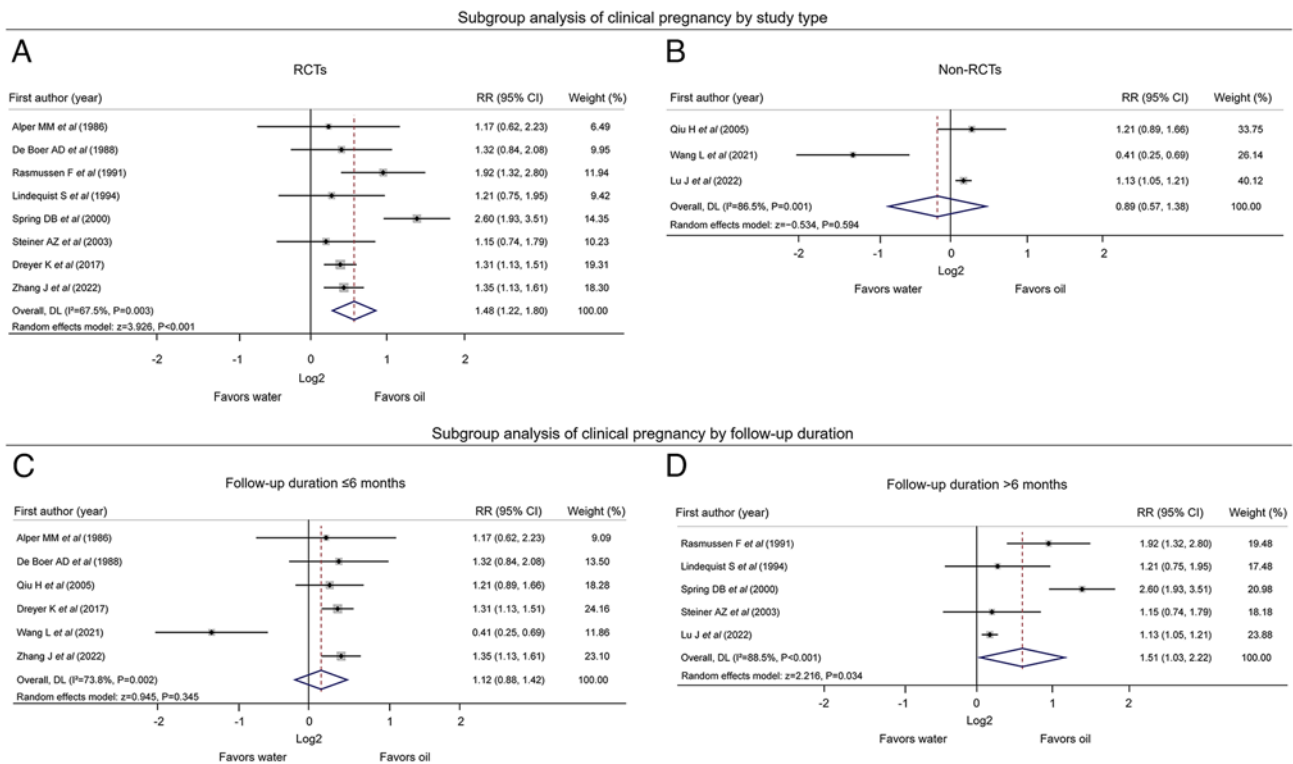 Subgroup analysis of clinical pregnancy by study type
A
RCTs
First author (year) RR (95% CI) Weight (%)
Alper MM et al (1986) 1.17 (0.62, 2.23) 6.49
De Boer AD et al (1988) 1.32 (0.84, 2.08) 9.95
Rasmussen F et al (1991) 1.92 (1.32, 2.80) 11.94
Lindequist S et al (1994) 1.21 (0.75, 1.95) 9.42
Spring DB et al (2000) 2.60 (1.93, 3.51) 14.35
Steiner AZ et al (2003) 1.15 (0.74, 1.79) 10.23
Dreyer K et al (2017) 1.31 (1.13, 1.51) 19.31
Zhang J et al (2022) 1.35 (1.13, 1.61) 18.30
Overall, DL (I²=67.5%, P=0.003) 1.48 (1.22, 1.80) 100.00
Random effects model: z=3.926, P<0.001
-2 -1 0 1 2
Log2
Favors water Favors oil
B
Non-RCTs
First author (year) RR (95% CI) Weight (%)
Qiu H et al (2005) 1.21 (0.89, 1.66) 33.75
Wang L et al (2021) 0.41 (0.25, 0.69) 26.14
Lu J et al (2022) 1.13 (1.05, 1.21) 40.12
Overall, DL (I²=86.5%, P=0.001) 0.89 (0.57, 1.38) 100.00
Random effects model: z=−0.534, P=0.594
-2 -1 0 1 2
Log2
Favors water Favors oil
Subgroup analysis of clinical pregnancy by follow-up duration
C
Follow-up duration ≤6 months
First author (year) RR (95% CI) Weight (%)
Alper MM et al (1986) 1.17 (0.62, 2.23) 9.09
De Boer AD et al (1988) 1.32 (0.84, 2.08) 13.50
Qiu H et al (2005) 1.21 (0.89, 1.66) 18.28
Dreyer K et al (2017) 1.31 (1.13, 1.51) 24.16
Wang L et al (2021) 0.41 (0.25, 0.69) 11.86
Zhang J et al (2022) 1.35 (1.13, 1.61) 23.10
Overall, DL (I²=73.8%, P=0.002) 1.12 (0.88, 1.42) 100.00
Random effects model: z=0.945, P=0.345
-2 -1 0 1 2
Log2
Favors water Favors oil
D
Follow-up duration >6 months
First author (year) RR (95% CI) Weight (%)
Rasmussen F et al (1991) 1.92 (1.32, 2.80) 19.48
Lindequist S et al (1994) 1.21 (0.75, 1.95) 17.48
Spring DB et al (2000) 2.60 (1.93, 3.51) 20.98
Steiner AZ et al (2003) 1.15 (0.74, 1.79) 18.18
Lu J et al (2022) 1.13 (1.05, 1.21) 23.88
Overall, DL (I²=88.5%, P<0.001) 1.51 (1.03, 2.22) 100.00
Random effects model: z=2.216, P=0.034
-2 -1 0 1 2
Log2
Favors water Favors oil